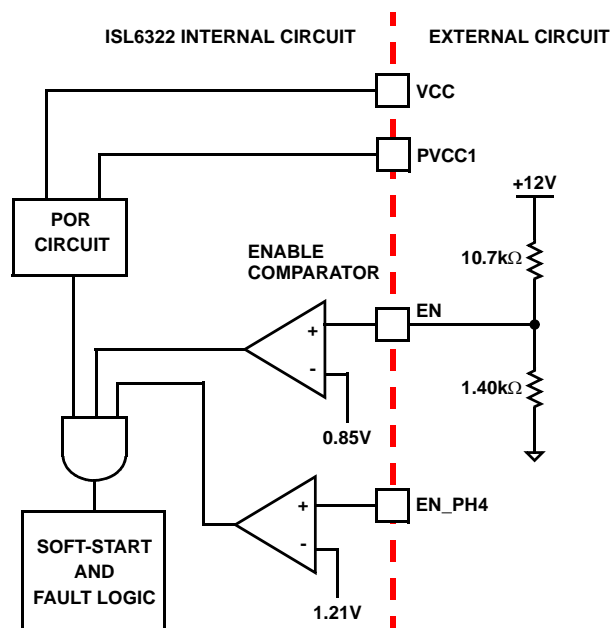 ISL6322 INTERNAL CIRCUIT
EXTERNAL CIRCUIT
VCC
PVCC1
+12V
POR
CIRCUIT
10.7kΩ
ENABLE
COMPARATOR
EN
+
-
1.40kΩ
0.85V
EN_PH4
+
-
SOFT-START
AND
FAULT LOGIC
1.21V